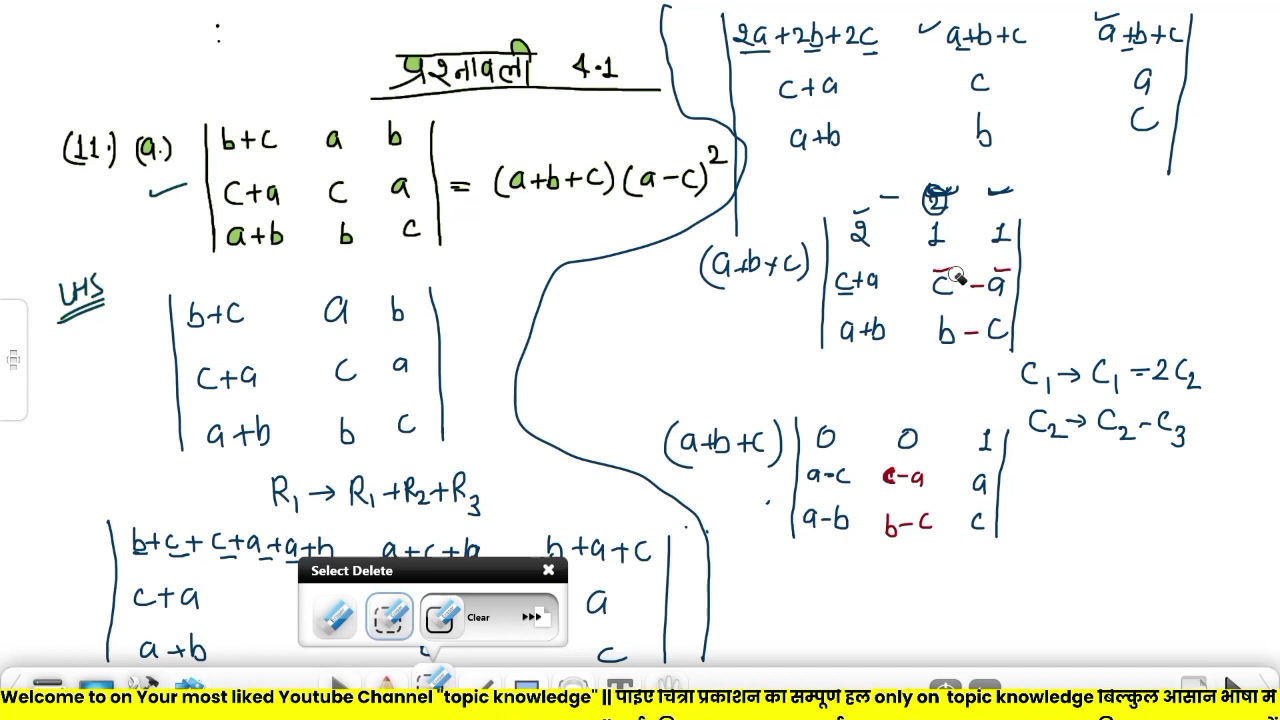 प्रश्नावली 4.1
(11.) (a.) | b+c a b |
| c+a c a | = (a+b+c) (a-c)²
| a+b b c |
LHS
| b+c a b |
| c+a c a |
| a+b b c |
R₁ → R₁ +R₂+R₃
| b+c+c+a+a+b a+c+b b+a+c |
| c+a a |
| a+b c |
| 2a+2b+2c a+b+c a+b+c |
| c+a c a |
| a+b b c |
2
| 2 1 1 |
(a+b+c) | c+a c - a |
| a+b b - c |
C₁ → C₁ = 2C₂
C₂ → C₂ - C₃
(a+b+c) | 0 0 1 |
| a-c c-a a |
| a-b b-c c |
Select Delete
Clear
Welcome to on Your most liked Youtube Channel "topic knowledge" || पाइए चित्रा प्रकाशन का सम्पूर्ण हल only on topic knowledge बिल्कुल आसान भाषा में